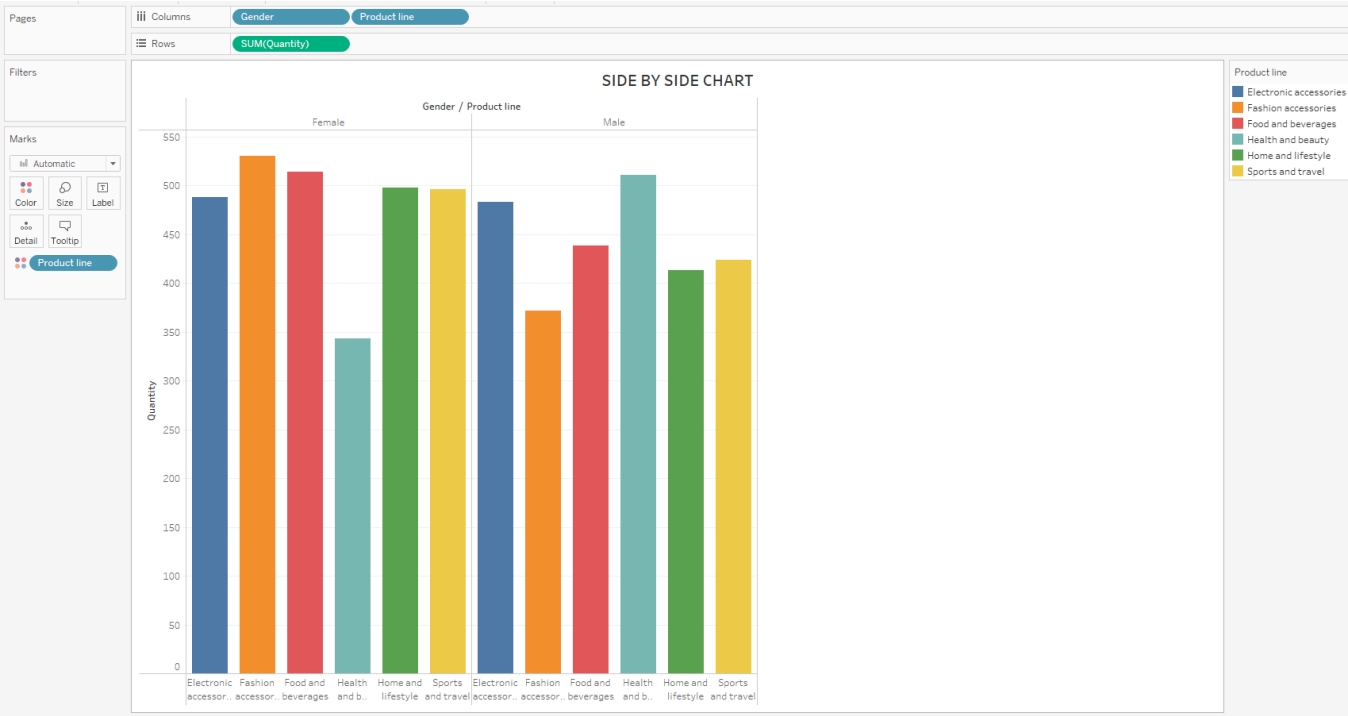 Pages
Columns
Gender
Product line
Rows
SUM(Quantity)
Filters
Marks
Automatic
Color
Size
Label
Detail
Tooltip
Product line
SIDE BY SIDE CHART
Gender / Product line
Female
Male
550
500
450
400
350
300
250
200
150
100
50
0
Quantity
Electronic accessor..
Fashion accessor..
Food and beverages
Health and b..
Home and lifestyle
Sports and travel
Electronic accessor..
Fashion accessor..
Food and beverages
Health and b..
Home and lifestyle
Sports and travel
Product line
Electronic accessories
Fashion accessories
Food and beverages
Health and beauty
Home and lifestyle
Sports and travel